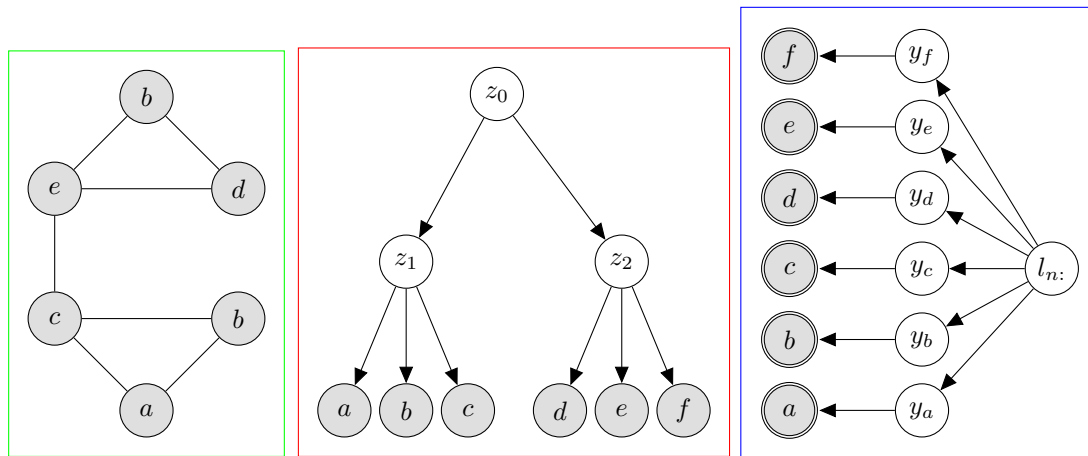 b
e d
c b
a
z0
z1 z2
a b c d e f
f yf
e ye
d yd
c yc ln:
b yb
a ya